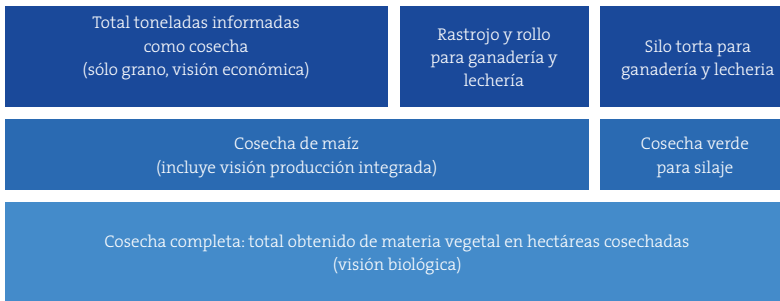 Total toneladas informadas
como cosecha
(sólo grano, visión económica)
Rastrojo y rollo
para ganadería y
lechería
Silo torta para
ganadería y lecheria
Cosecha de maíz
(incluye visión producción integrada)
Cosecha verde
para silaje
Cosecha completa: total obtenido de materia vegetal en hectáreas cosechadas
(visión biológica)